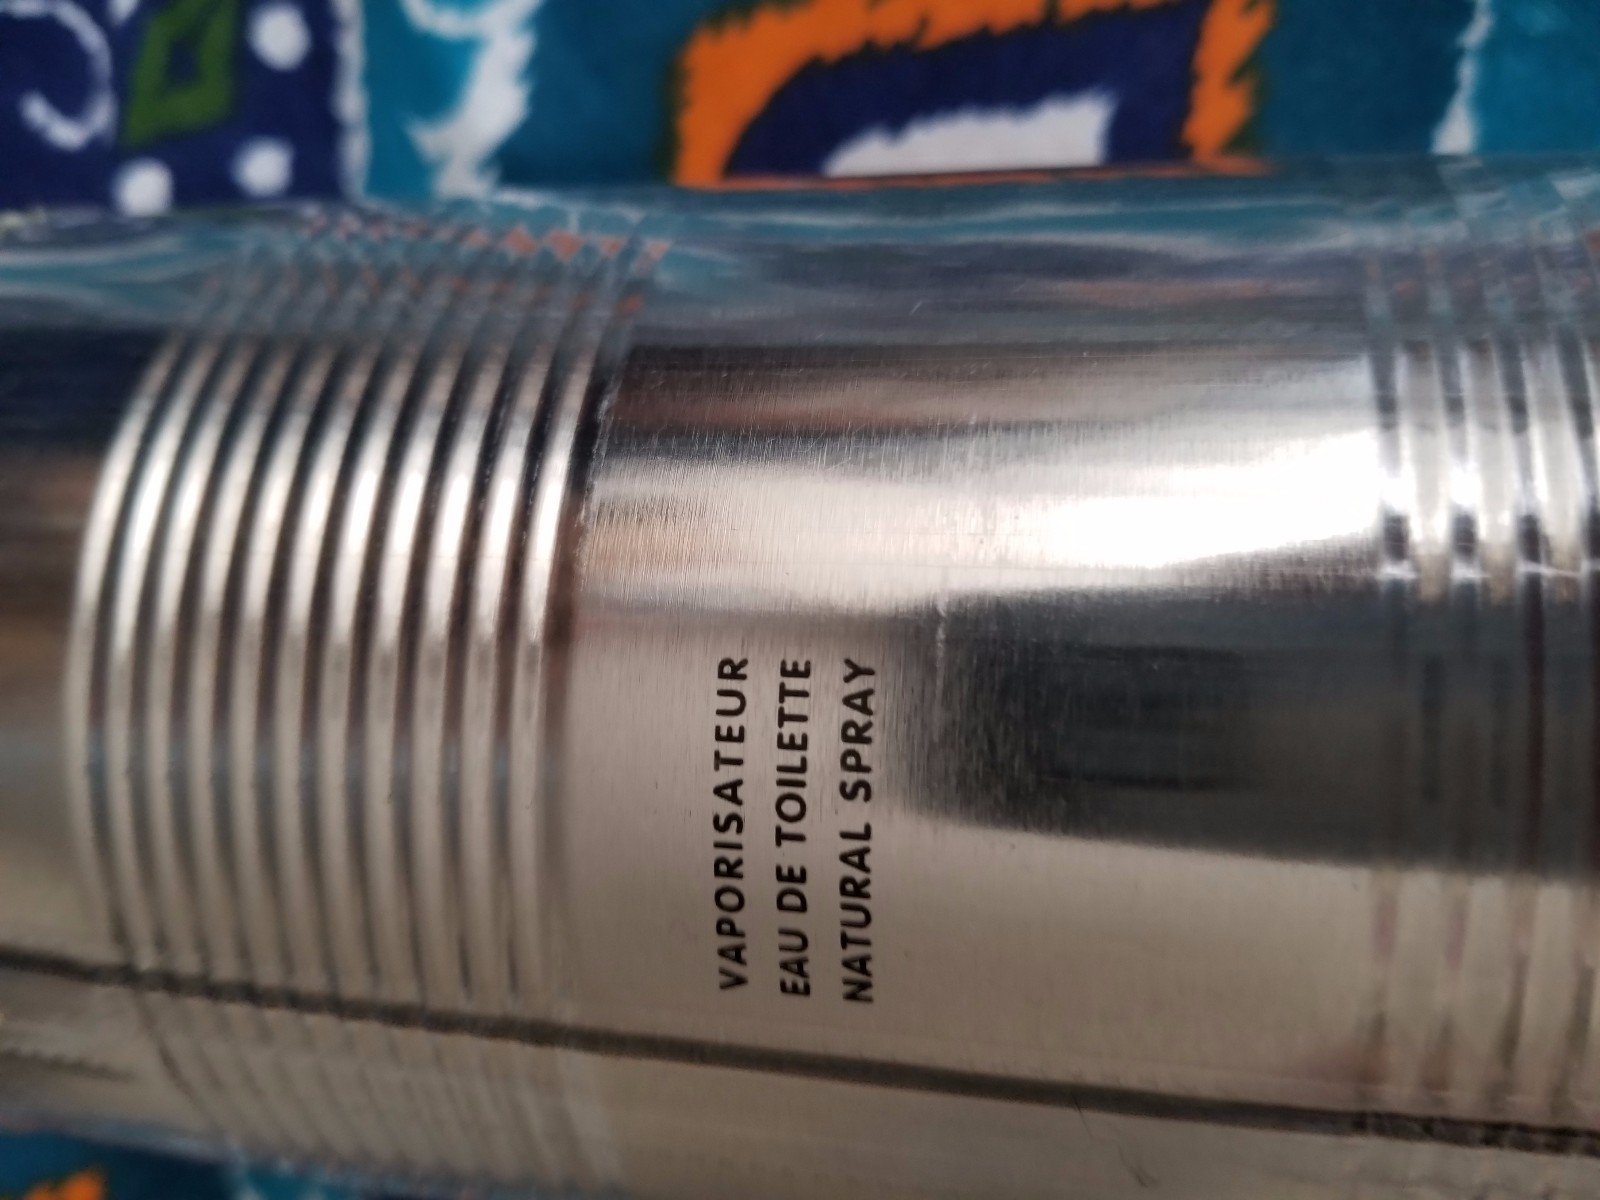 VAPORISATEUR
EAU DE TOILETTE
NATURAL SPRAY